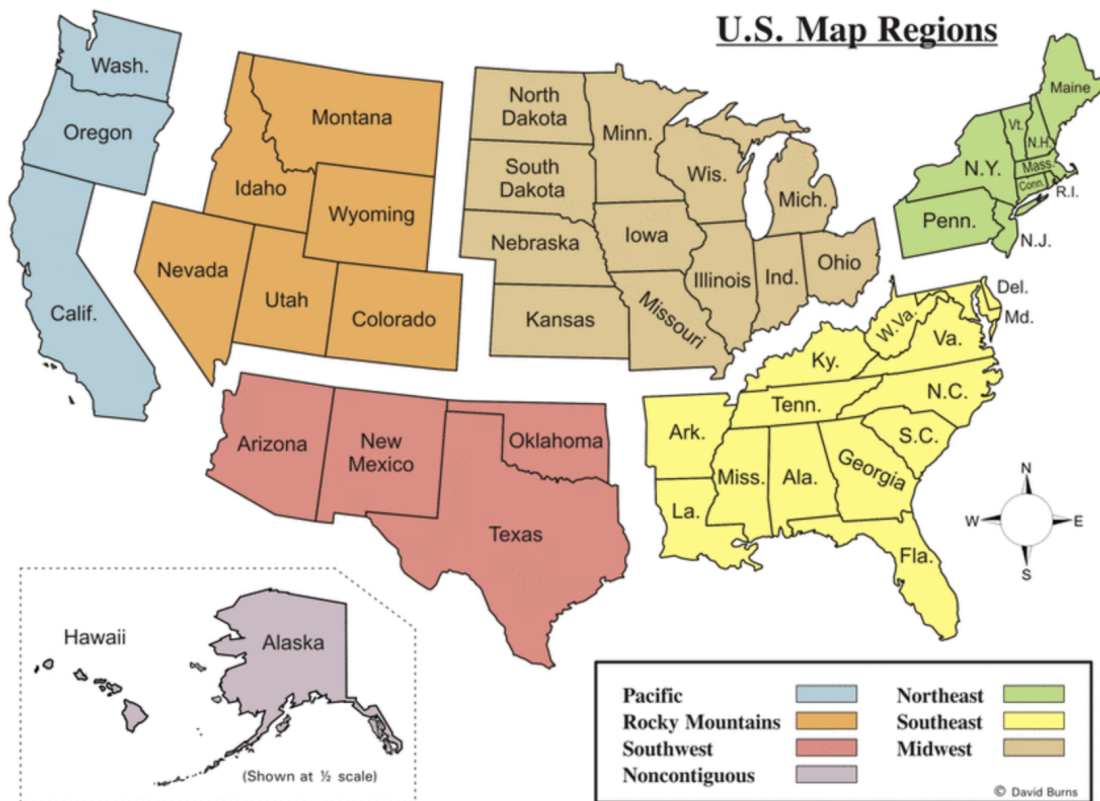 U.S. Map Regions
Wash.
Oregon
Calif.
Montana
Idaho
Wyoming
Nevada
Utah
Colorado
North
Dakota
South
Dakota
Nebraska
Kansas
Minn.
Iowa
Missouri
Wis.
Illinois
Mich.
Ind.
Ohio
Maine
Vt.
N.H.
N.Y.
Mass.
Conn.
R.I.
Penn.
N.J.
Arizona
New
Mexico
Oklahoma
Texas
Del.
Md.
W.Va.
Va.
Ky.
Tenn.
N.C.
S.C.
Ark.
La.
Miss.
Ala.
Georgia
Fla.
N
W
E
S
Hawaii
Alaska
(Shown at ½ scale)
Pacific
Rocky Mountains
Southwest
Noncontiguous
Northeast
Southeast
Midwest
© David Burns